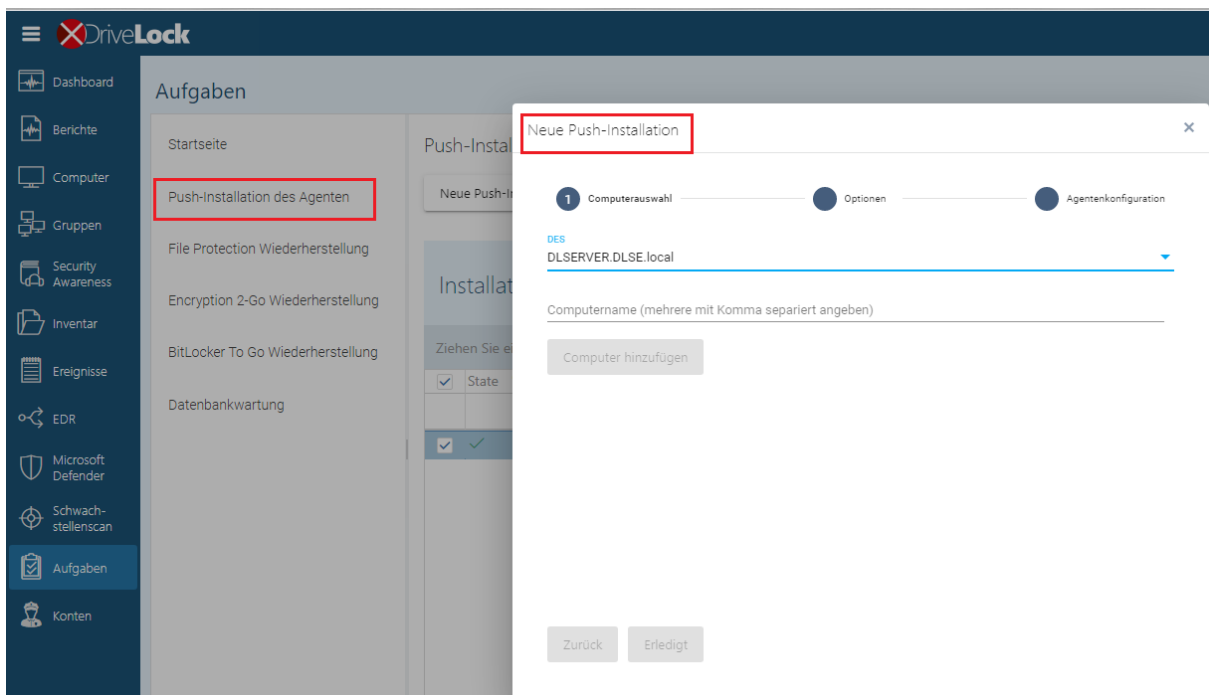 DriveLock
Dashboard
Berichte
Computer
Gruppen
Security
Awareness
Inventar
Ereignisse
EDR
Microsoft
Defender
Schwach-
stellenscan
Aufgaben
Konten
Aufgaben
Startseite
Push-Installation des Agenten
File Protection Wiederherstellung
Encryption 2-Go Wiederherstellung
BitLocker To Go Wiederherstellung
Datenbankwartung
Push-Instal
Neue Push-I
Installat
Ziehen Sie e
State
Neue Push-Installation
1 Computerauswahl Optionen Agentenkonfiguration
DES
DLSERVER.DLSE.local
Computername (mehrere mit Komma separiert angeben)
Computer hinzufügen
Zurück Erledigt